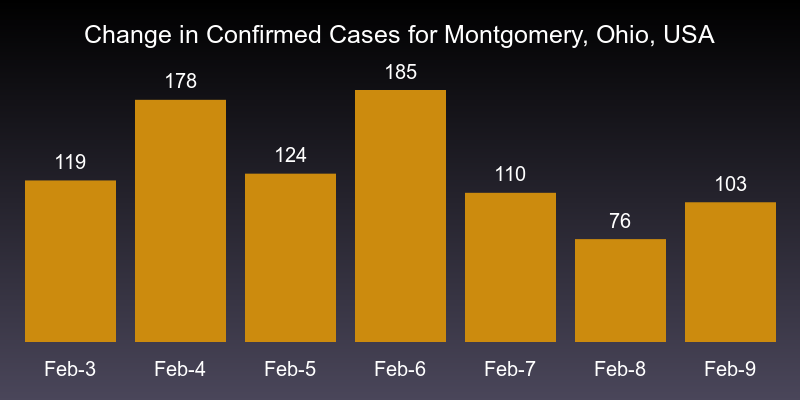 Change in Confirmed Cases for Montgomery, Ohio, USA
119
178
124
185
110
76
103
Feb-3
Feb-4
Feb-5
Feb-6
Feb-7
Feb-8
Feb-9